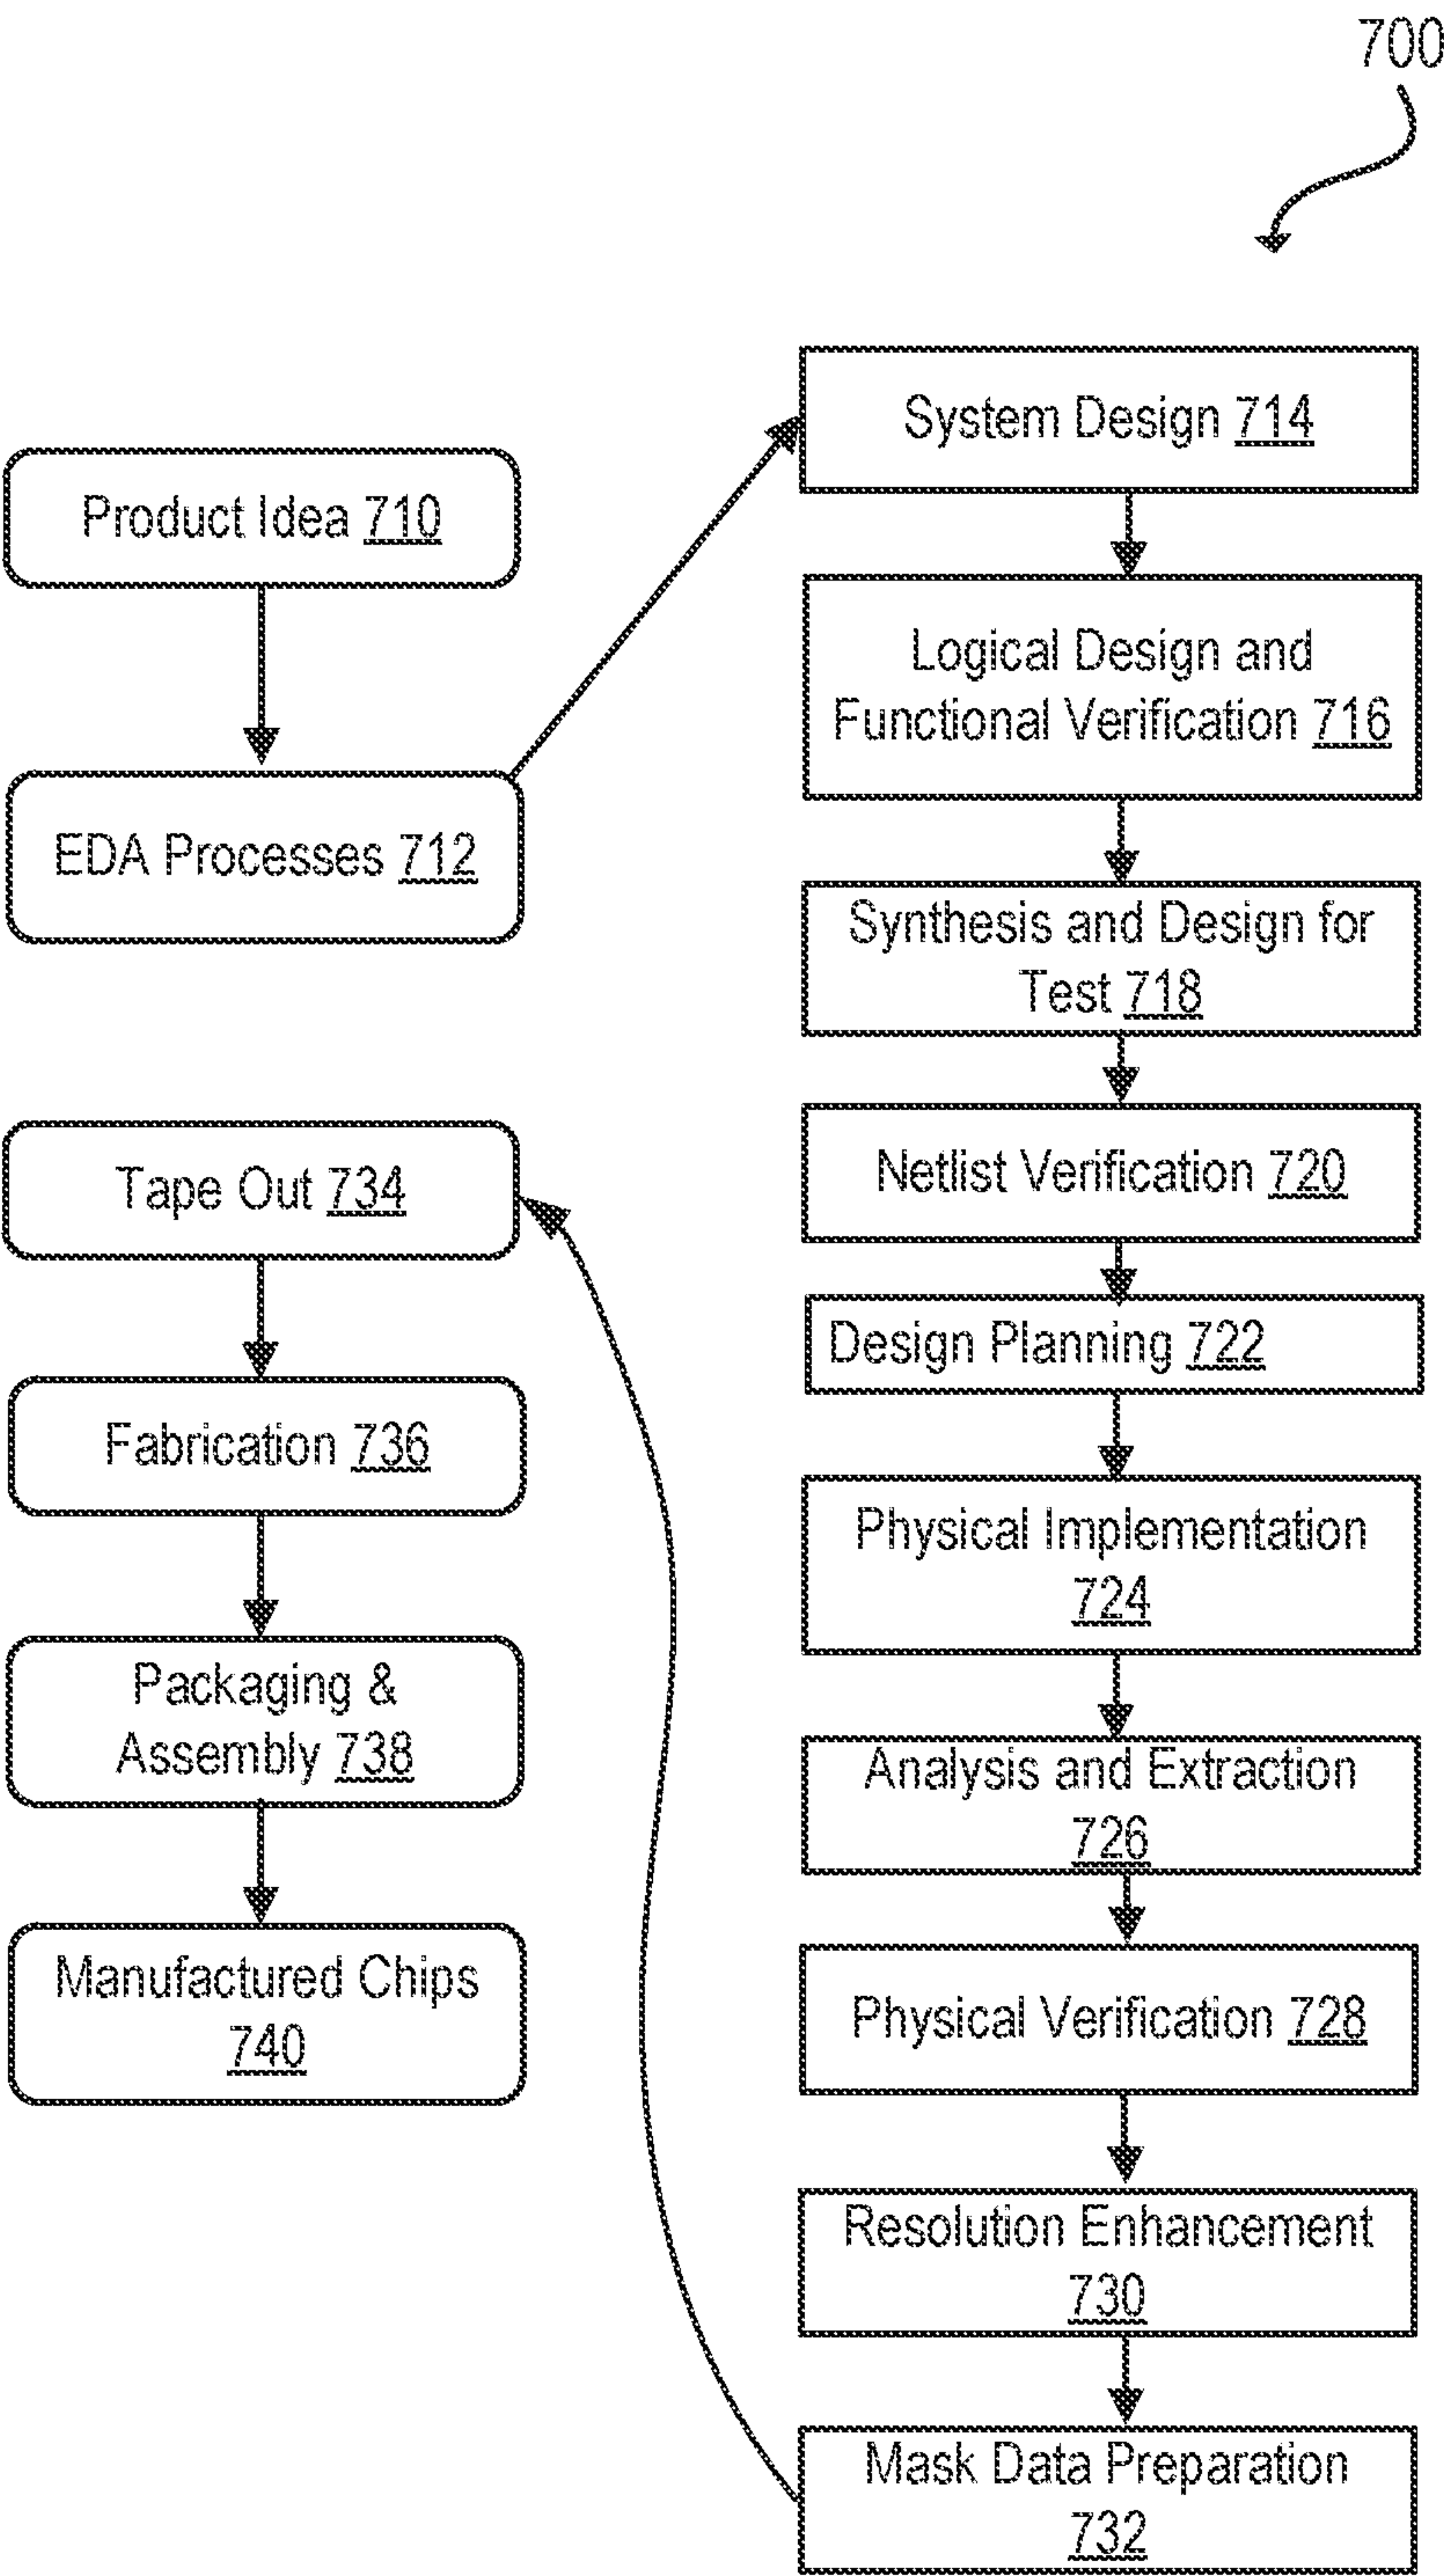 700
Product Idea 710
EDA Processes 712
System Design 714
Logical Design and
Functional Verification 716
Synthesis and Design for
Test 718
Netlist Verification 720
Design Planning 722
Physical Implementation
724
Analysis and Extraction
726
Physical Verification 728
Resolution Enhancement
730
Mask Data Preparation
732
Tape Out 734
Fabrication 736
Packaging &
Assembly 738
Manufactured Chips
740